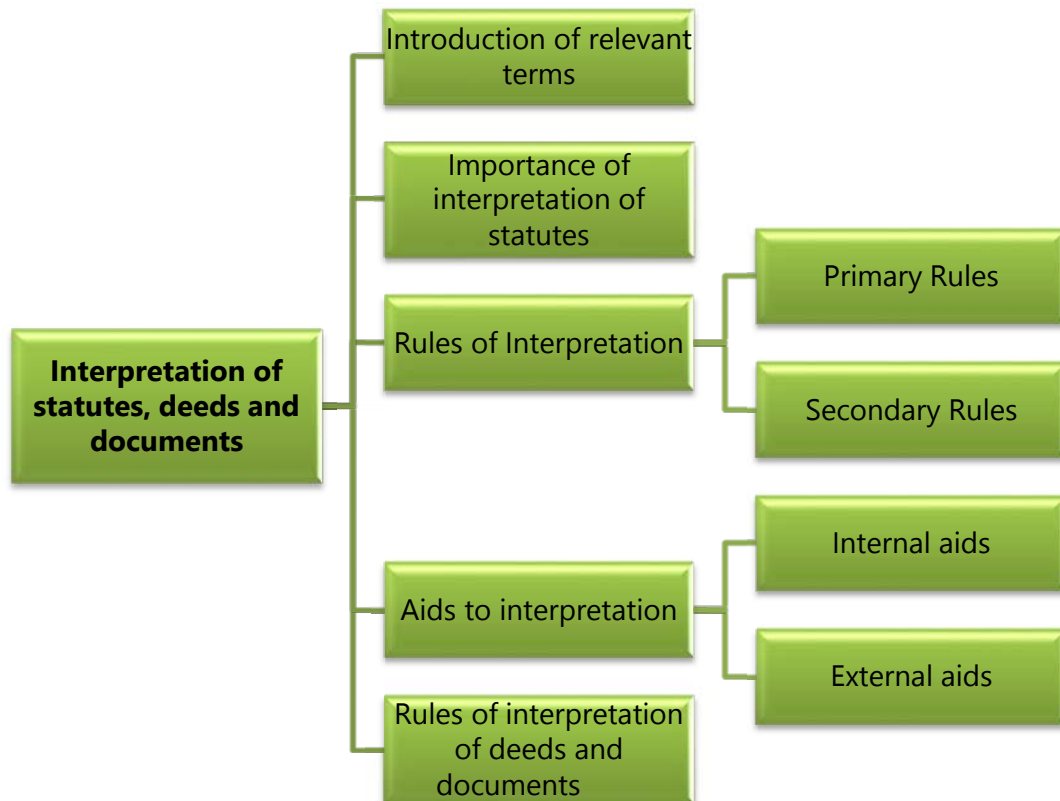 Introduction of relevant
terms
Importance of
interpretation of
statutes
Primary Rules
Rules of Interpretation
Interpretation of
statutes, deeds and
documents
Secondary Rules
Internal aids
Aids to interpretation
External aids
Rules of interpretation
of deeds and
documents